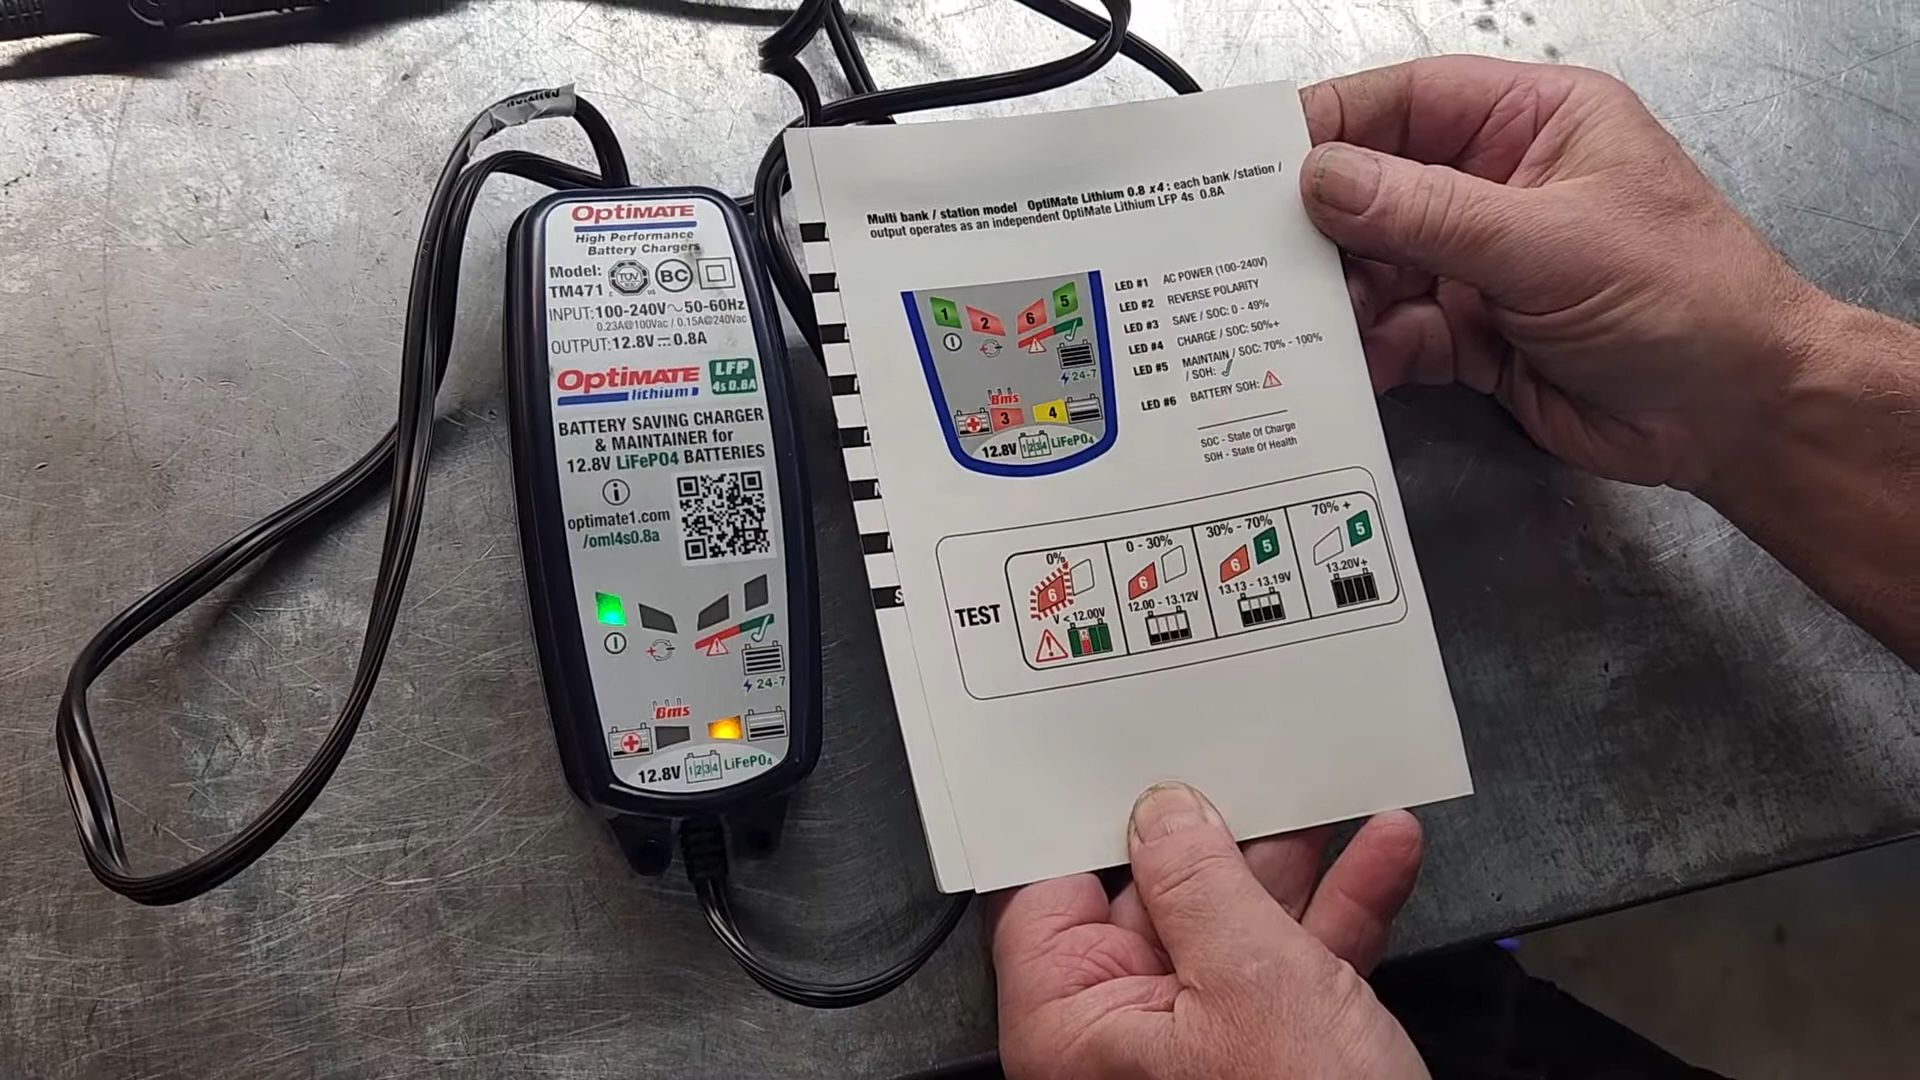 OptiMATE
High Performance
Battery Chargers
Model:
TM471
TÜV
BC
INPUT: 100-240V~ 50-60Hz
0.23A@100Vac / 0.15A@240Vac
OUTPUT: 12.8V⎓0.8A
OptiMATE
lithium
LFP
4s 0.8A
BATTERY SAVING CHARGER
& MAINTAINER for
12.8V LiFePO4 BATTERIES
optimate1.com
/oml4s0.8a
24-7
Bms
12.8V 1234 LiFePO4
Multi bank / station model OptiMate Lithium 0.8 x4 : each bank /station /
output operates as an independent OptiMate Lithium LFP 4s 0.8A
1
2
6
5
24-7
Bms
3
4
12.8V 1234 LiFePO4
LED #1 AC POWER (100-240V)
LED #2 REVERSE POLARITY
LED #3 SAVE / SOC: 0 - 49%
LED #4 CHARGE / SOC: 50%+
LED #5 MAINTAIN / SOC: 70% - 100%
/ SOH:
LED #6 BATTERY SOH:
SOC - State Of Charge
SOH - State Of Health
TEST
0%
6
V < 12.00V
0 - 30%
6
12.00 - 13.12V
30% - 70%
6 5
13.13 - 13.19V
70% +
5
13.20V+
S